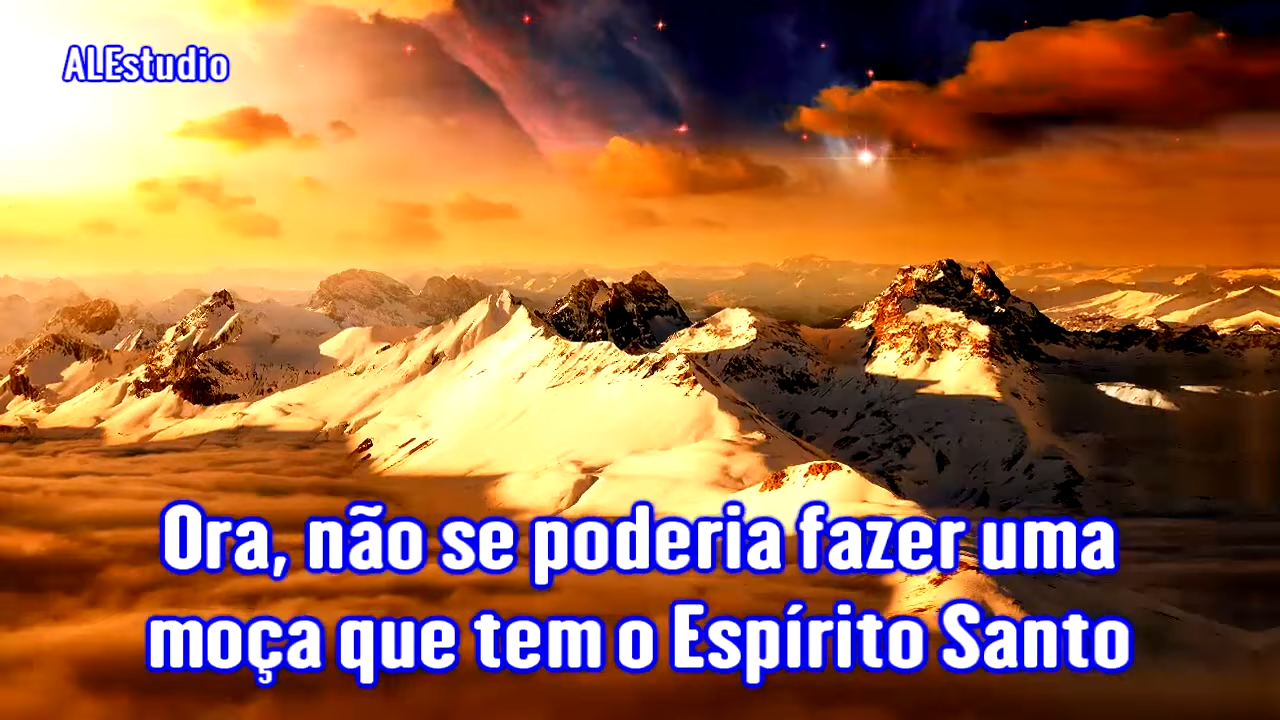 ALEstudio
Ora, não se poderia fazer uma
moça que tem o Espírito Santo